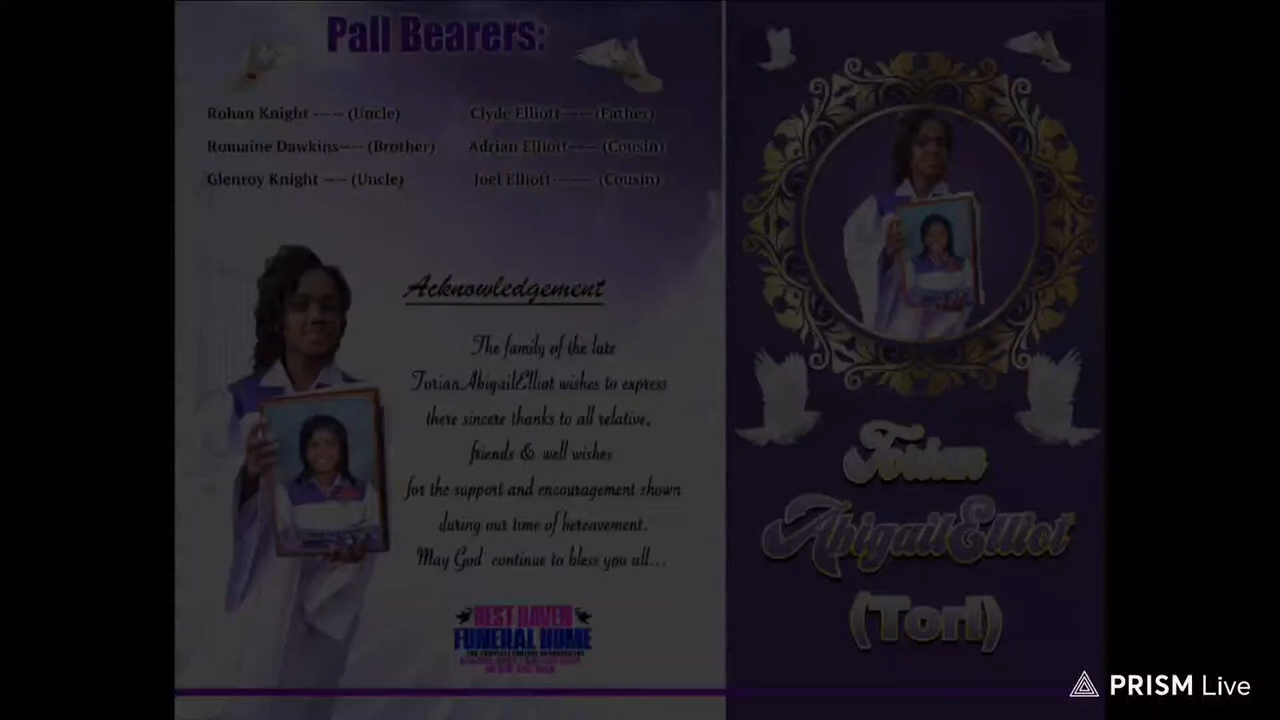 Pall Bearers:
Rohan Knight ---- (Uncle)
Clyde Elliott---- (Father)
Romaine Dawkins--- (Brother)
Adrian Elliott---- (Cousin)
Glenroy Knight --- (Uncle)
Joel Elliott------ (Cousin)
Acknowledgement
The family of the late
TorianAbigailElliot wishes to express
there sincere thanks to all relative,
friends & well wishes
for the support and encouragement shown
during our time of bereavement.
May God continue to bless you all...
REST HAVEN
FUNERAL HOME
Torian
AbigailElliot
(Tori)
PRISM Live